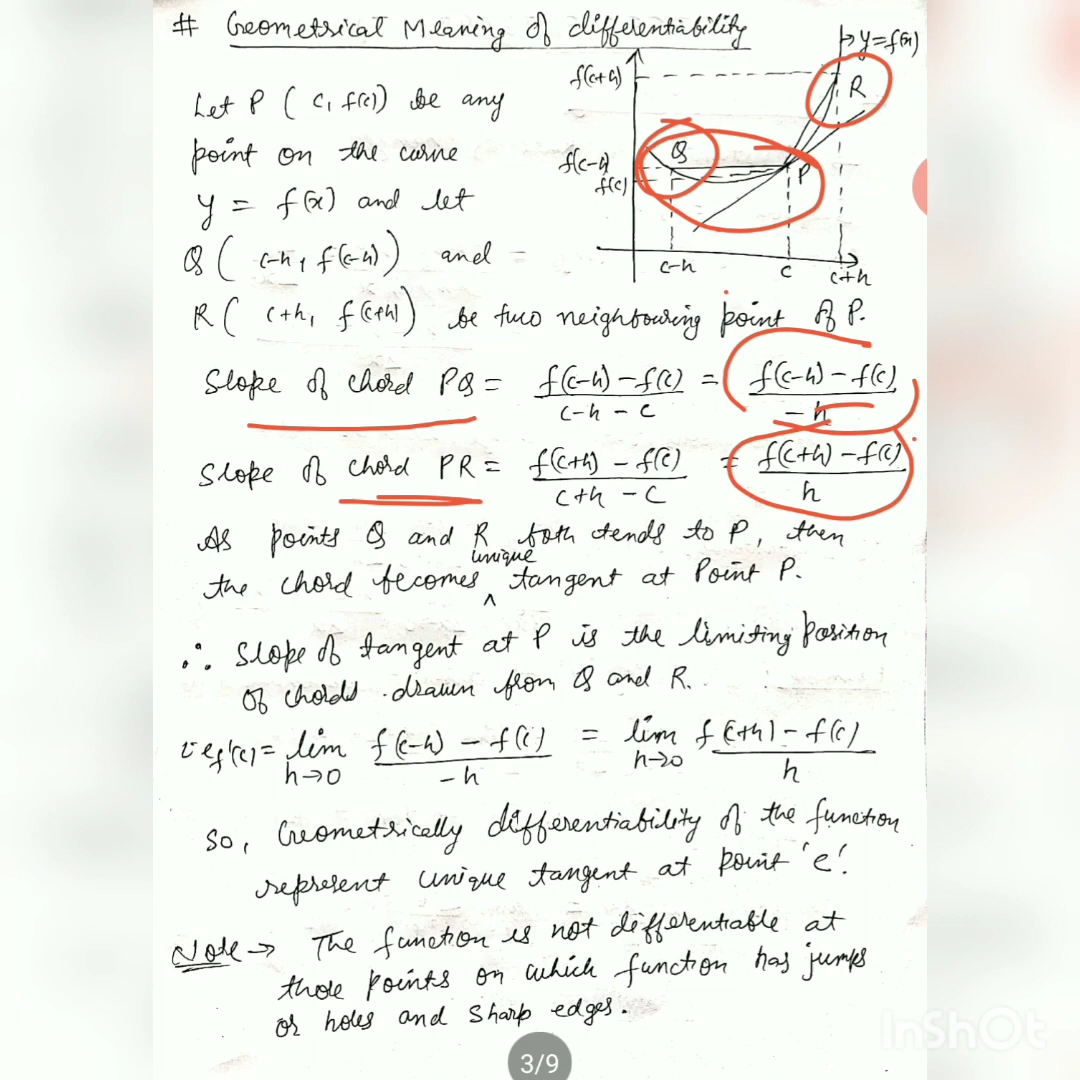 # Geometrical Meaning of differentiability
y=f(x)
f(c+h)
R
Let P ( c, f(c)) be any
Q
point on the curve
f(c-h)
f(c)
P
y = f(x) and let
Q ( c-h, f(c-h) ) and
c-h c c+h
R ( c+h, f(c+h) ) be two neighbouring point of P.
Slope of chord PQ = f(c-h) - f(c) / c-h - c = f(c-h) - f(c) / -h
Slope of chord PR = f(c+h) - f(c) / c+h - c = f(c+h) - f(c) / h
As points Q and R both tends to P, then
the chord becomes unique tangent at Point P.
∴ Slope of tangent at P is the limiting position
of chords drawn from Q and R.
i.e f'(c) = lim h→0 f(c-h) - f(c) / -h = lim h→0 f(c+h) - f(c) / h
So, Geometrically differentiability of the function
represent unique tangent at point 'c'.
Note → The function is not differentiable at
those points on which function has jumps
or holes and sharp edges.
3/9
InShOt